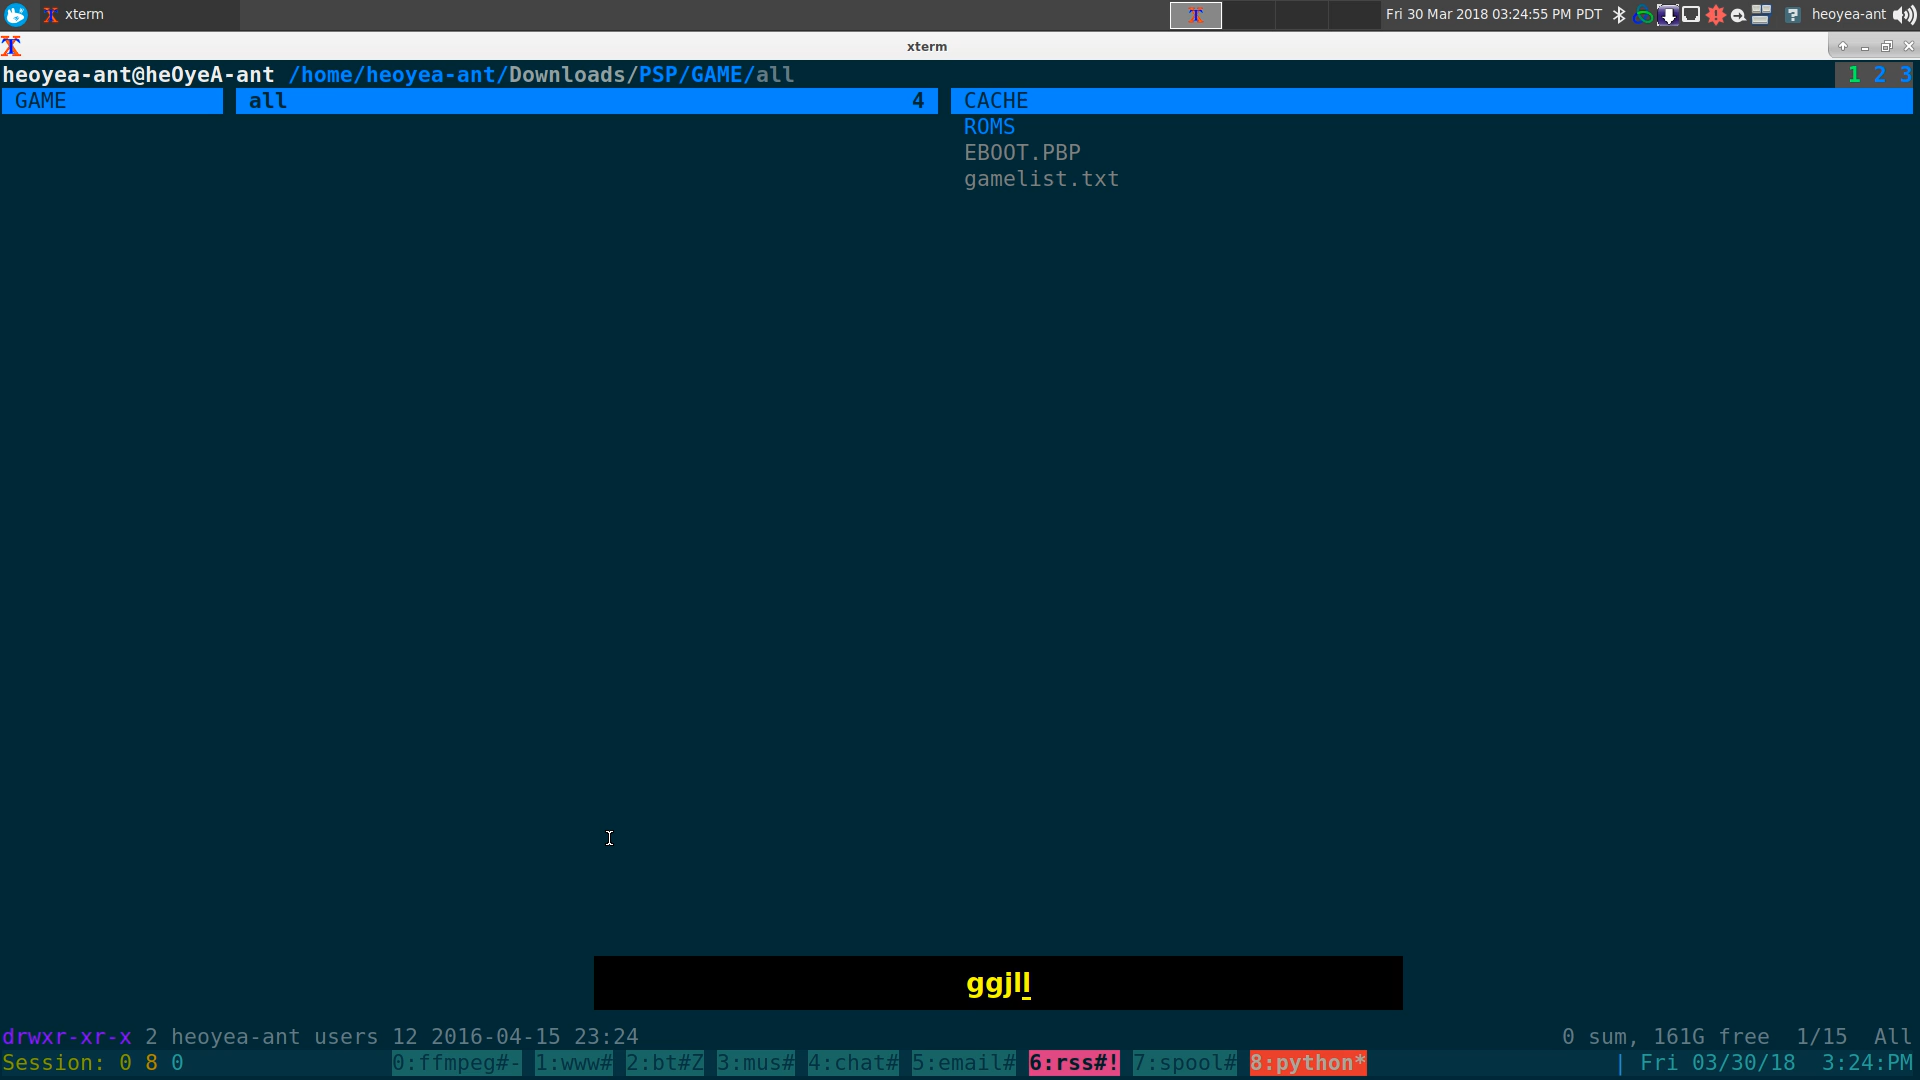 xterm
Fri 30 Mar 2018 03:24:55 PM PDT
heoyea-ant
xterm
heoyea-ant@heOyeA-ant /home/heoyea-ant/Downloads/PSP/GAME/all
1 2 3
GAME
all 4
CACHE
ROMS
EBOOT.PBP
gamelist.txt
ggjll
drwxr-xr-x 2 heoyea-ant users 12 2016-04-15 23:24
0 sum, 161G free 1/15 All
Session: 0 8 0
0:ffmpeg#- 1:www# 2:bt#Z 3:mus# 4:chat# 5:email# 6:rss#! 7:spool# 8:python*
| Fri 03/30/18 3:24:PM